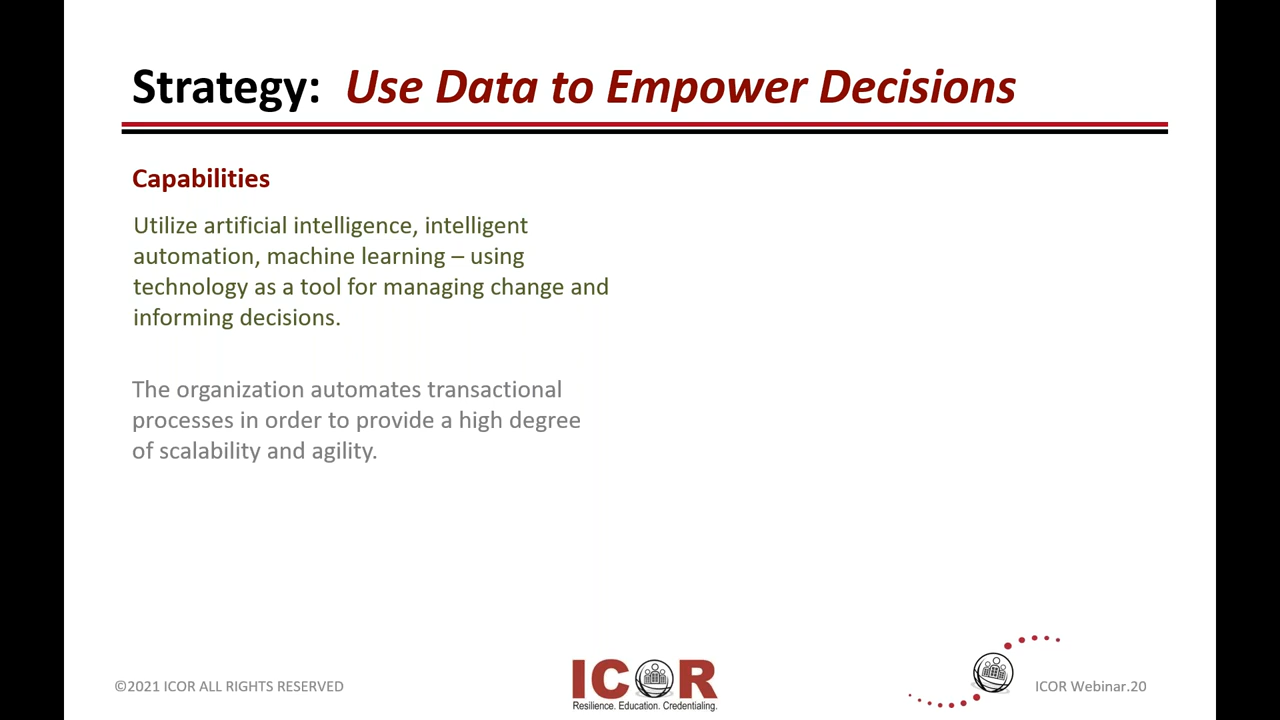 Strategy: Use Data to Empower Decisions
Capabilities
Utilize artificial intelligence, intelligent
automation, machine learning – using
technology as a tool for managing change and
informing decisions.
The organization automates transactional
processes in order to provide a high degree
of scalability and agility.
©2021 ICOR ALL RIGHTS RESERVED
ICOR
Resilience. Education. Credentialing.
ICOR Webinar.20